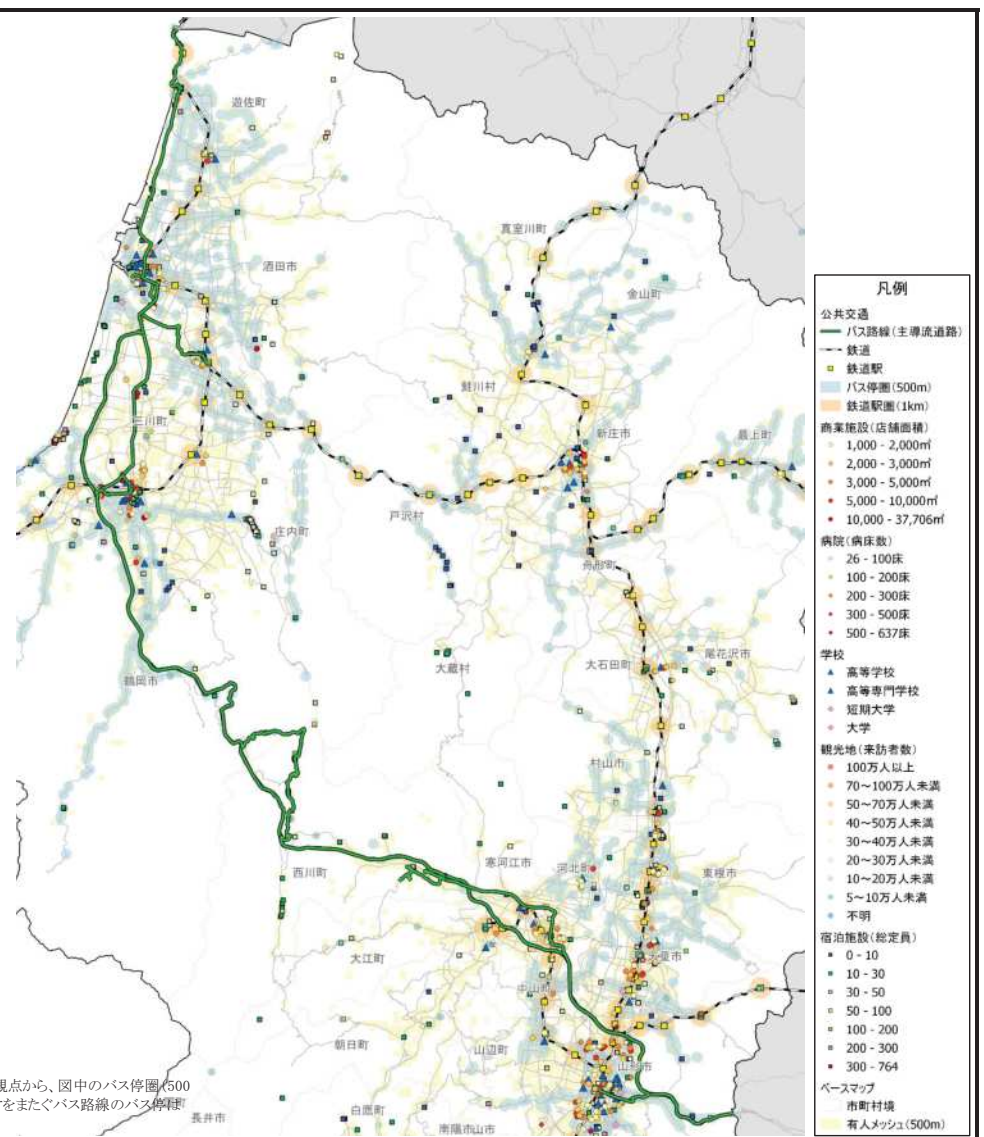 遊佐町
真室川町
酒田市
金山町
鮭川村
三川町
新庄市
最上町
戸沢村
庄内町
舟形町
大蔵村
大石田町
尾花沢市
鶴岡市
村山市
西川町
寒河江市
河北町
東根市
大江町
天童市
中山町
朝日町
山辺町
山形市
長井市
白鷹町
南陽市
山市
観点から、図中のバス停圏(500
をまたぐバス路線のバス停は
凡例
公共交通
バス路線(主導流道路)
鉄道
鉄道駅
バス停圏(500m)
鉄道駅圏(1km)
商業施設(店舗面積)
1,000 - 2,000㎡
2,000 - 3,000㎡
3,000 - 5,000㎡
5,000 - 10,000㎡
10,000 - 37,706㎡
病院(病床数)
26 - 100床
100 - 200床
200 - 300床
300 - 500床
500 - 637床
学校
高等学校
高等専門学校
短期大学
大学
観光地(来訪者数)
100万人以上
70~100万人未満
50~70万人未満
40~50万人未満
30~40万人未満
20~30万人未満
10~20万人未満
5~10万人未満
不明
宿泊施設(総定員)
0 - 10
10 - 30
30 - 50
50 - 100
100 - 200
200 - 300
300 - 764
ベースマップ
市町村境
有人メッシュ(500m)